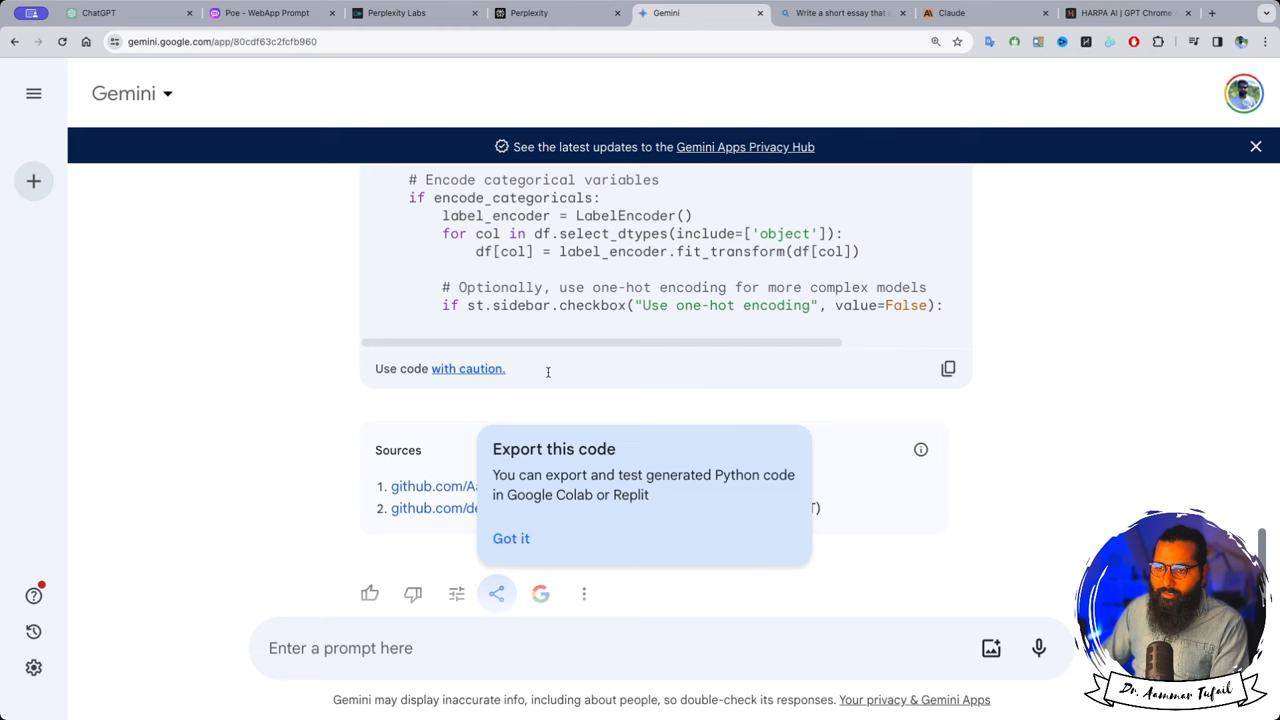 ChatGPT
Poe - WebApp Prompt
Perplexity Labs
Perplexity
Gemini
Write a short essay that
Claude
HARPA AI | GPT Chrome
gemini.google.com/app/80cdf63c2fcfb960
Gemini
See the latest updates to the Gemini Apps Privacy Hub
# Encode categorical variables
if encode_categoricals:
label_encoder = LabelEncoder()
for col in df.select_dtypes(include=['object']):
df[col] = label_encoder.fit_transform(df[col])
# Optionally, use one-hot encoding for more complex models
if st.sidebar.checkbox("Use one-hot encoding", value=False):
Use code with caution.
Sources
1. github.com/Aa
2. github.com/de
T)
Export this code
You can export and test generated Python code
in Google Colab or Replit
Got it
Enter a prompt here
Gemini may display inaccurate info, including about people, so double-check its responses. Your privacy & Gemini Apps
Dr. Aammar Tufail